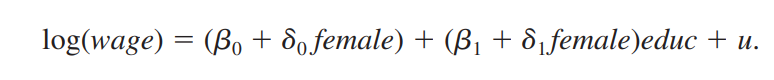 log(wage) = (β₀ + δ₀female) + (β₁ + δ₁female)educ + u.